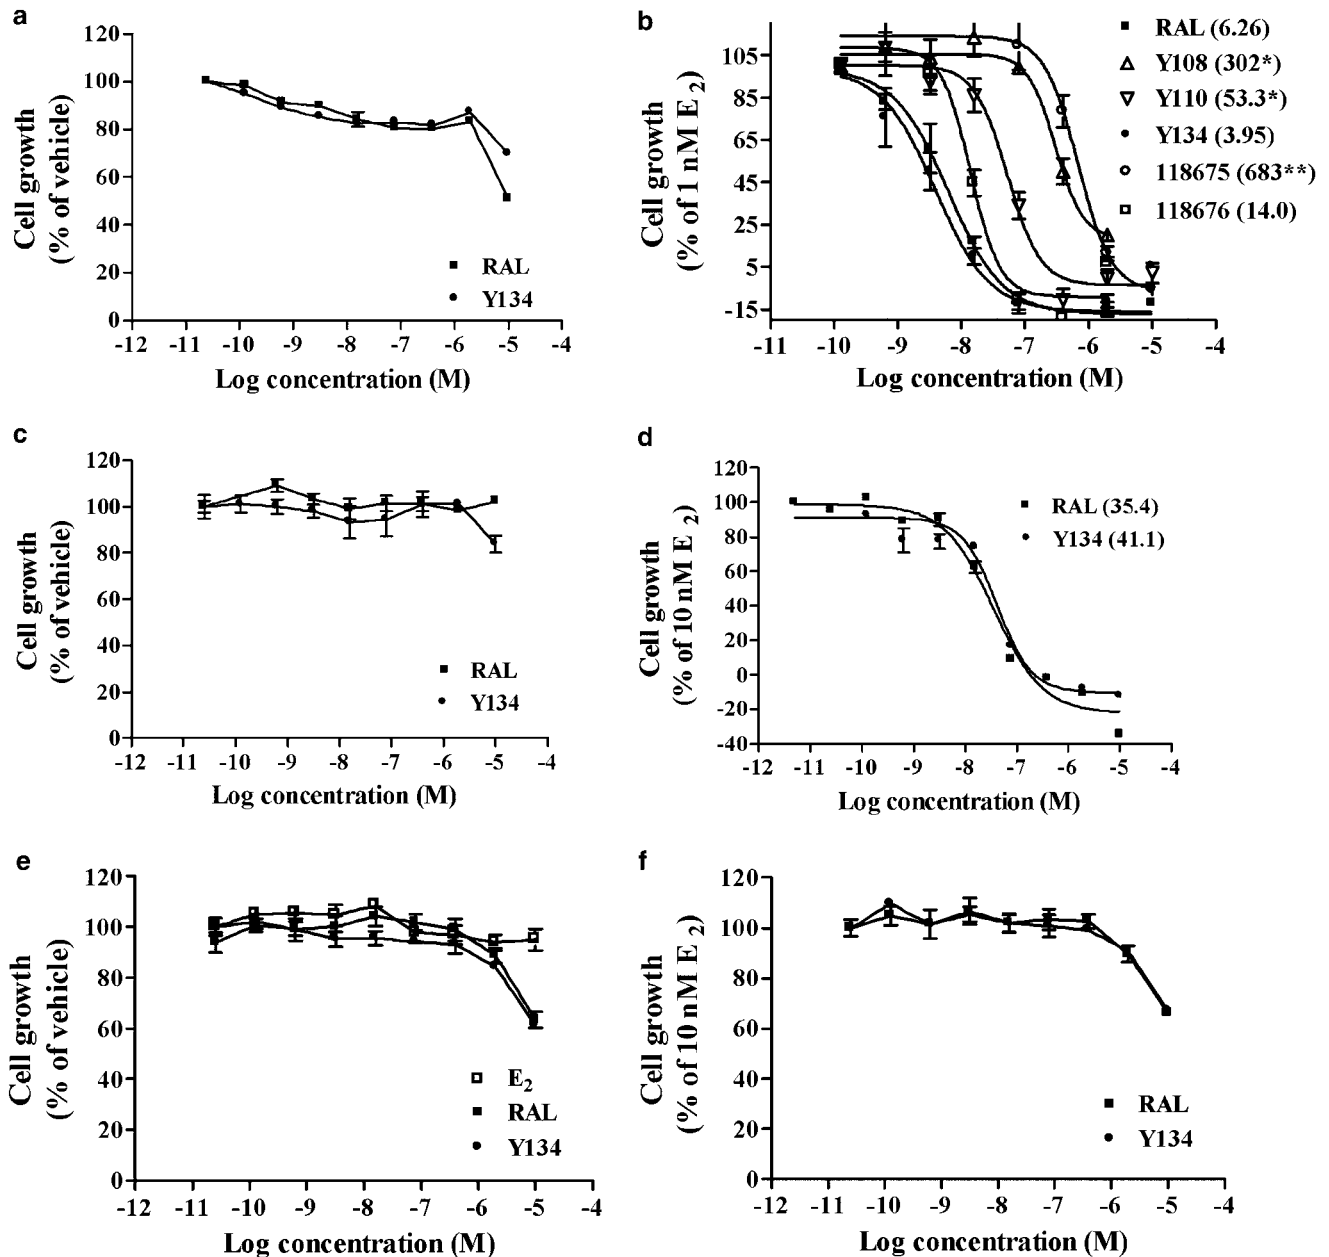 a
120
100
80
60
40
20
0
-12 -11 -10 -9 -8 -7 -6 -5 -4
Cell growth
(% of vehicle)
Log concentration (M)
RAL
Y134
b
105
85
65
45
25
5
-15
-11 -10 -9 -8 -7 -6 -5 -4
Cell growth
(% of 1 nM E2)
Log concentration (M)
RAL (6.26)
Y108 (302*)
Y110 (53.3*)
Y134 (3.95)
118675 (683**)
118676 (14.0)
c
120
100
80
60
40
20
0
-12 -11 -10 -9 -8 -7 -6 -5 -4
Cell growth
(% of vehicle)
Log concentration (M)
RAL
Y134
d
120
100
80
60
40
20
0
-20
-40
-12 -11 -10 -9 -8 -7 -6 -5 -4
Cell growth
(% of 10 nM E2)
Log concentration (M)
RAL (35.4)
Y134 (41.1)
e
120
100
80
60
40
20
0
-12 -11 -10 -9 -8 -7 -6 -5 -4
Cell growth
(% of vehicle)
Log concentration (M)
E2
RAL
Y134
f
120
100
80
60
40
20
0
-12 -11 -10 -9 -8 -7 -6 -5 -4
Cell growth
(% of 10 nM E2)
Log concentration (M)
RAL
Y134